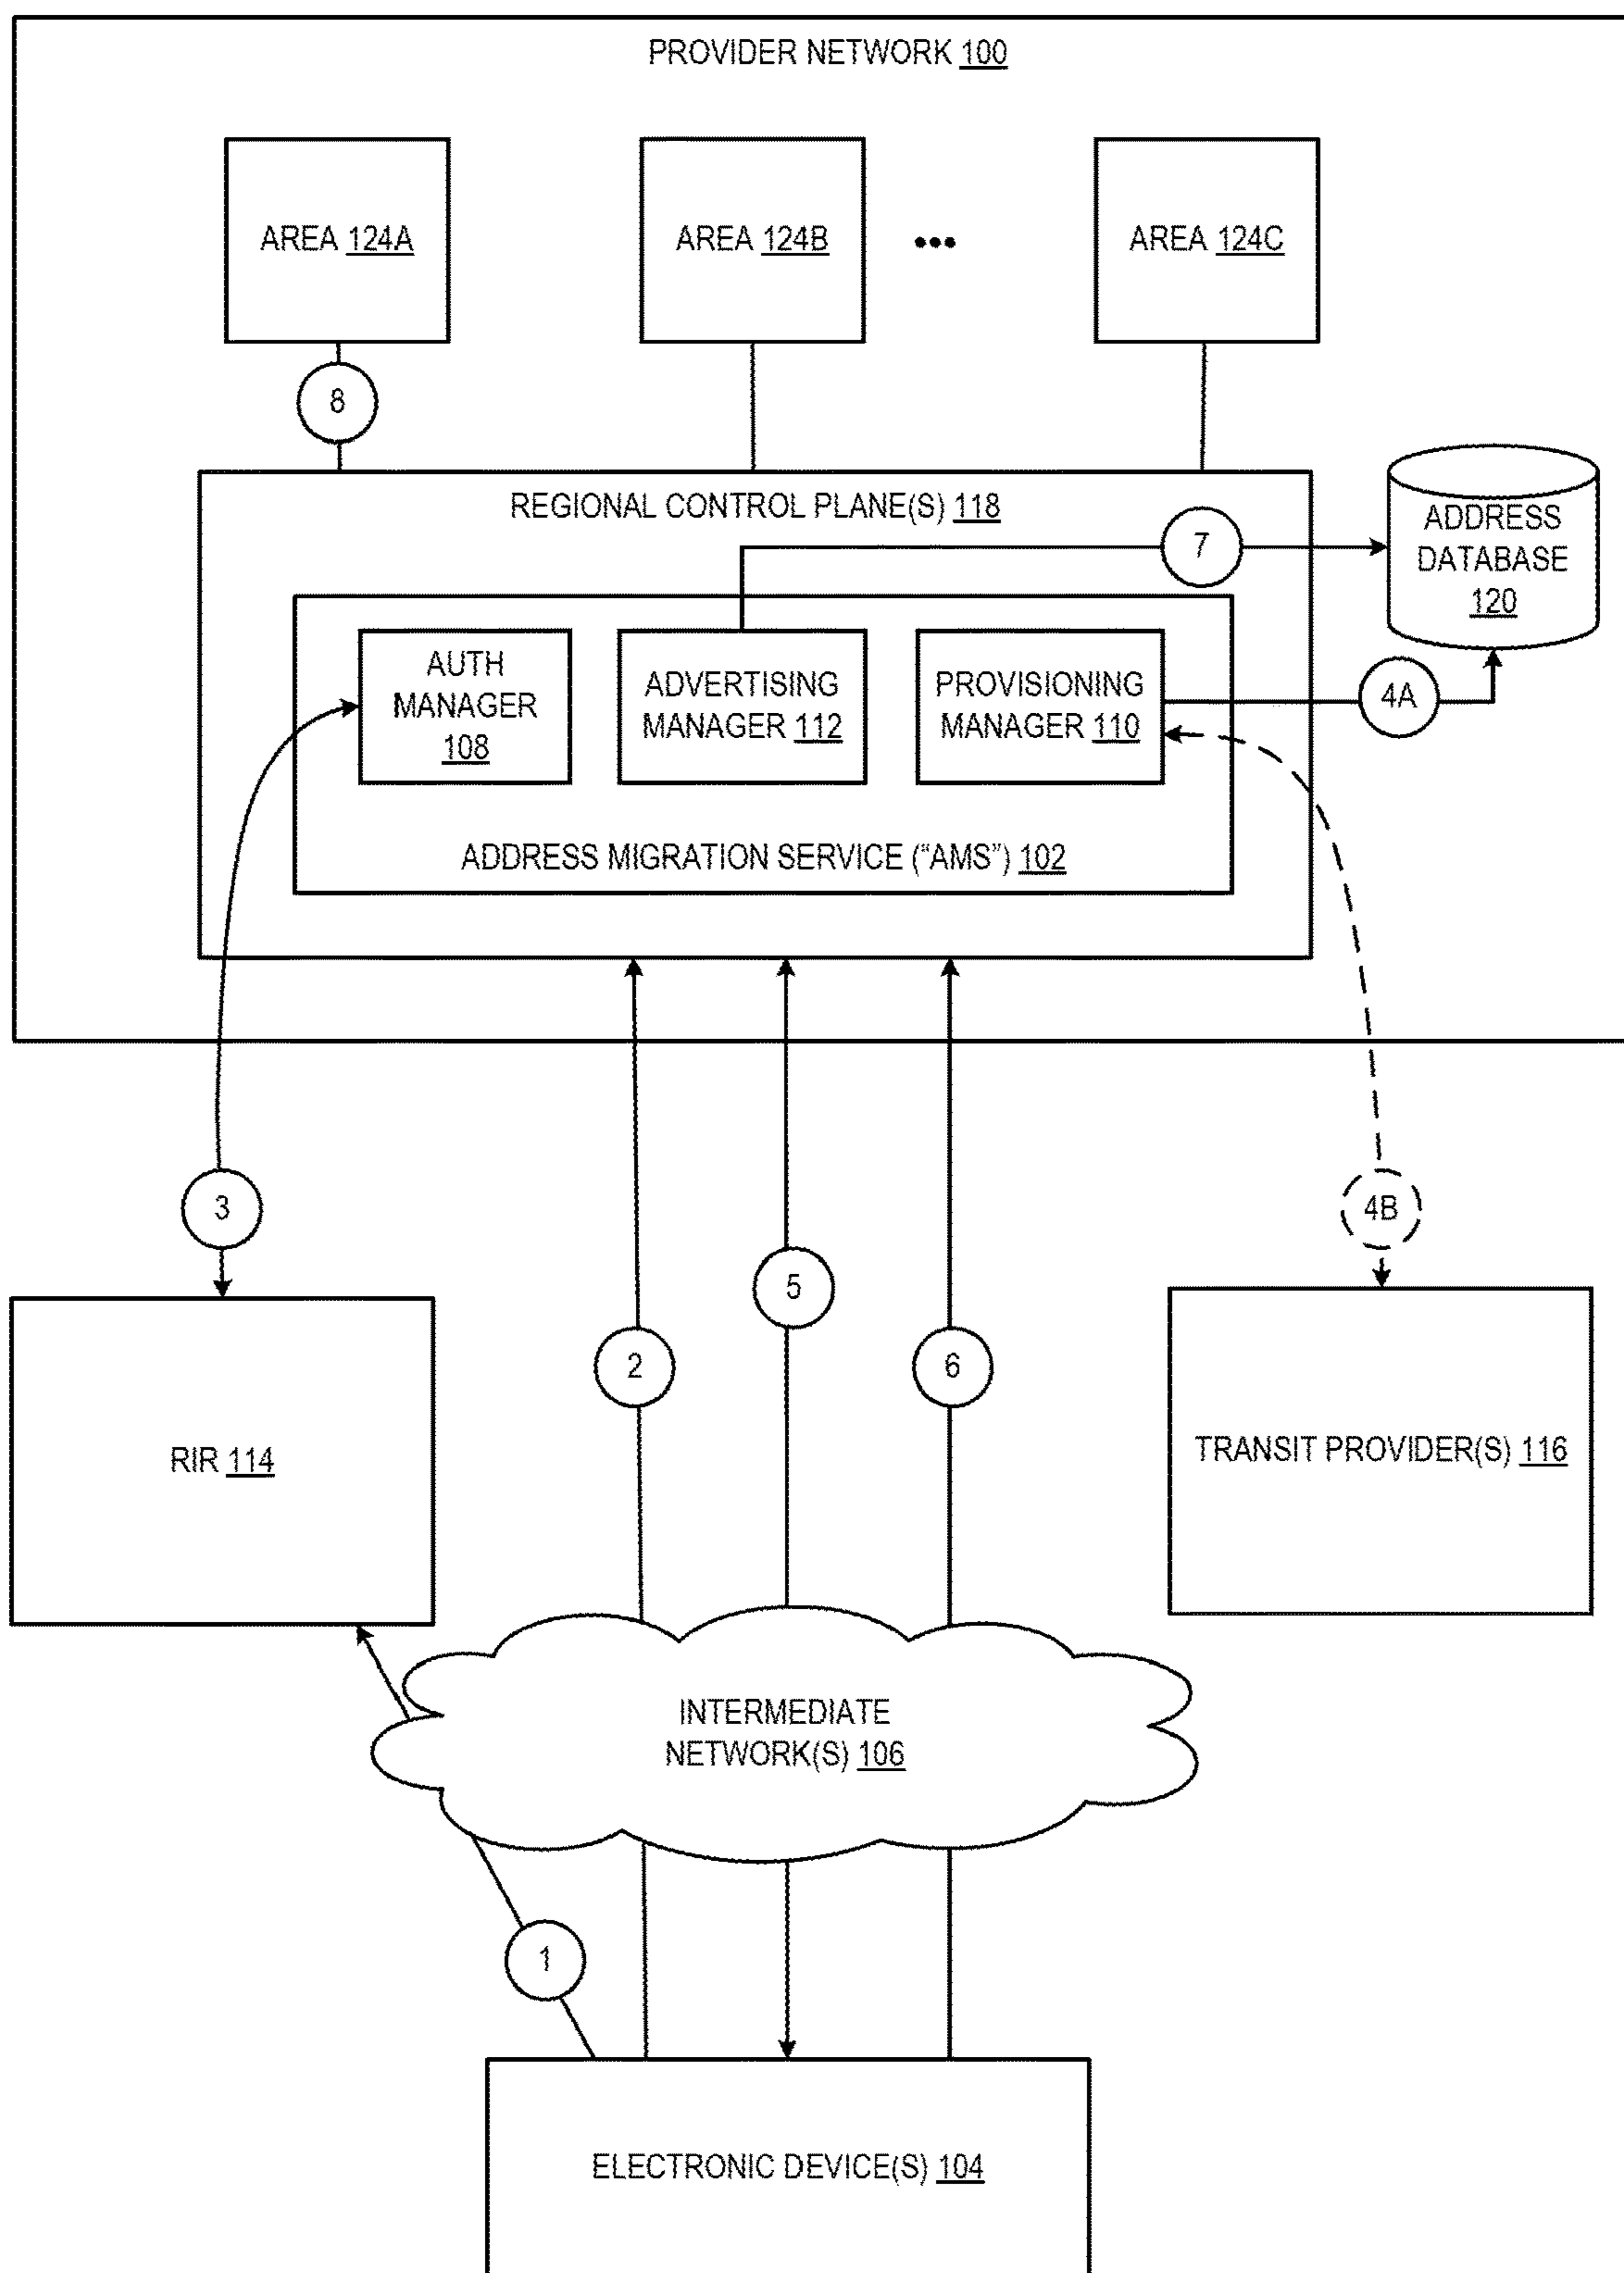 PROVIDER NETWORK 100
AREA 124A
AREA 124B
•••
AREA 124C
8
REGIONAL CONTROL PLANE(S) 118
7
ADDRESS
DATABASE
120
AUTH
MANAGER
108
ADVERTISING
MANAGER 112
PROVISIONING
MANAGER 110
4A
ADDRESS MIGRATION SERVICE (“AMS”) 102
3
4B
5
2
6
RIR 114
TRANSIT PROVIDER(S) 116
INTERMEDIATE
NETWORK(S) 106
1
ELECTRONIC DEVICE(S) 104